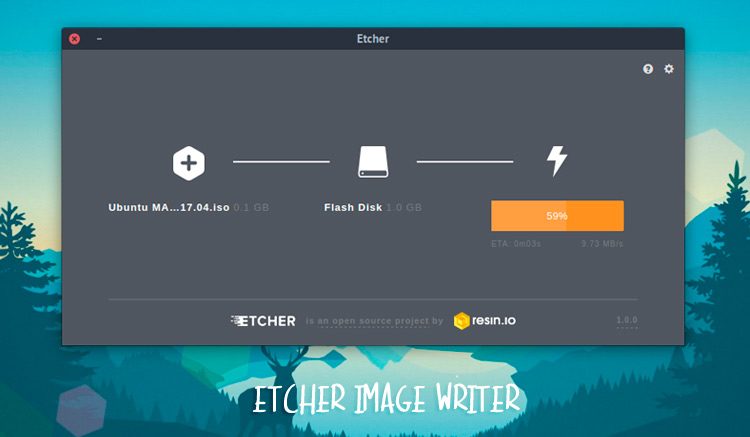 Etcher
Ubuntu MA...17.04.iso 0.1 GB
Flash Disk 1.0 GB
59%
ETA: 0m03s 9.73 MB/s
ETCHER is an open source project by resin.io 1.0.0
ETCHER IMAGE WRITER